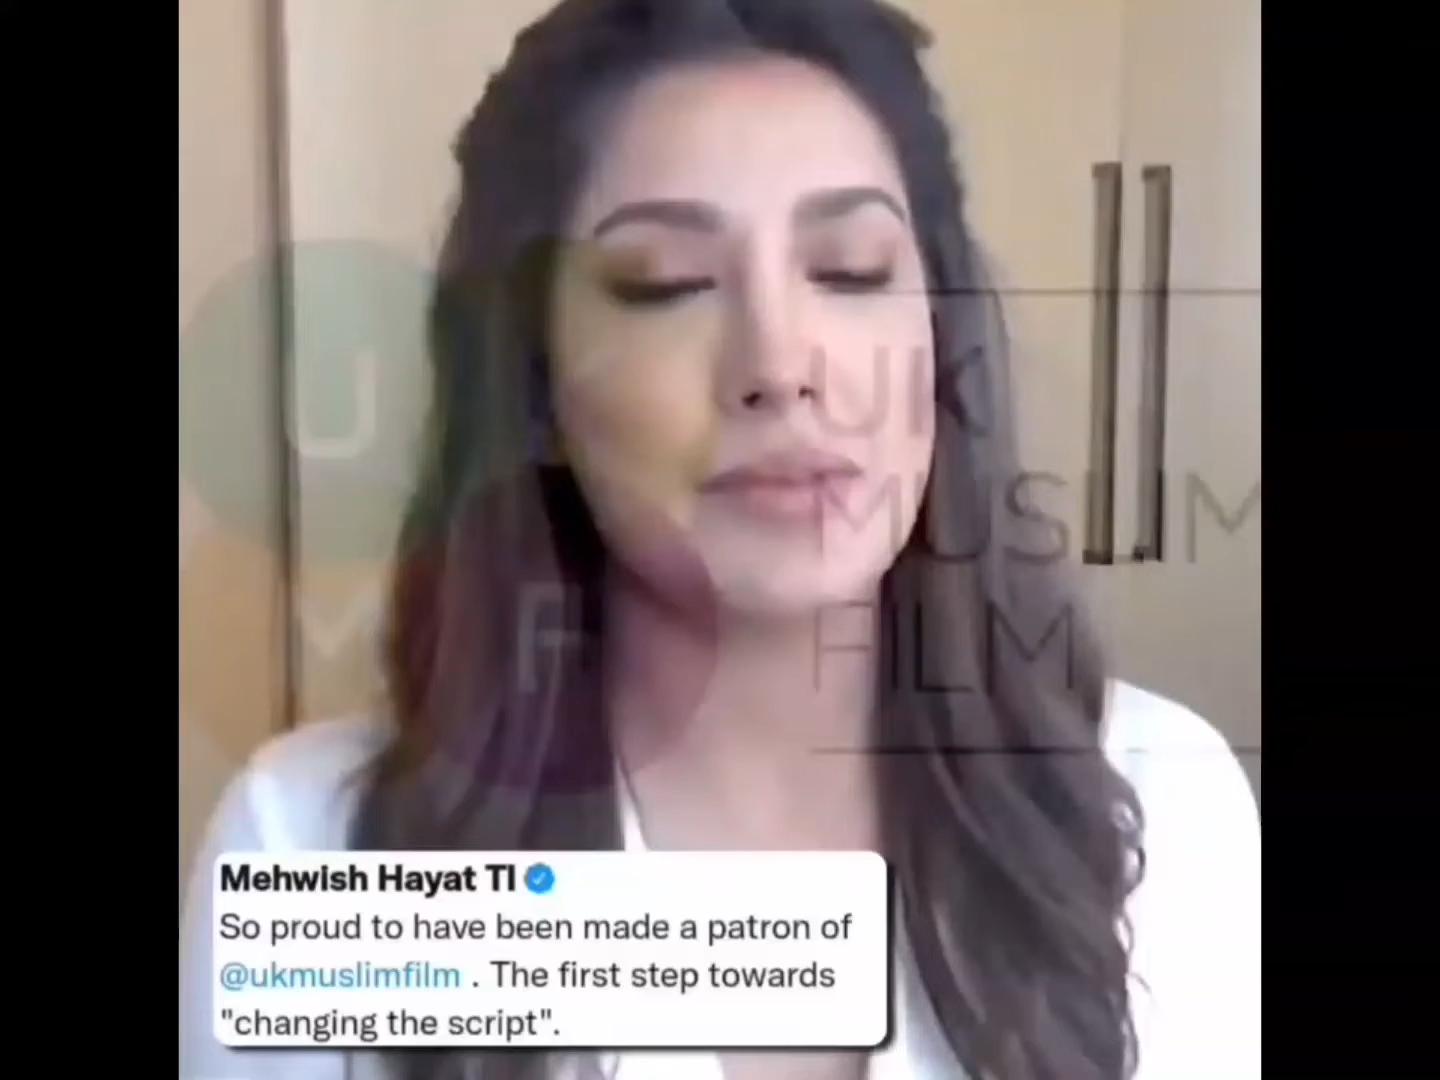 U K
UK
MUSLIM
M F
FILM
Mehwish Hayat TI
So proud to have been made a patron of
@ukmuslimfilm . The first step towards
"changing the script".